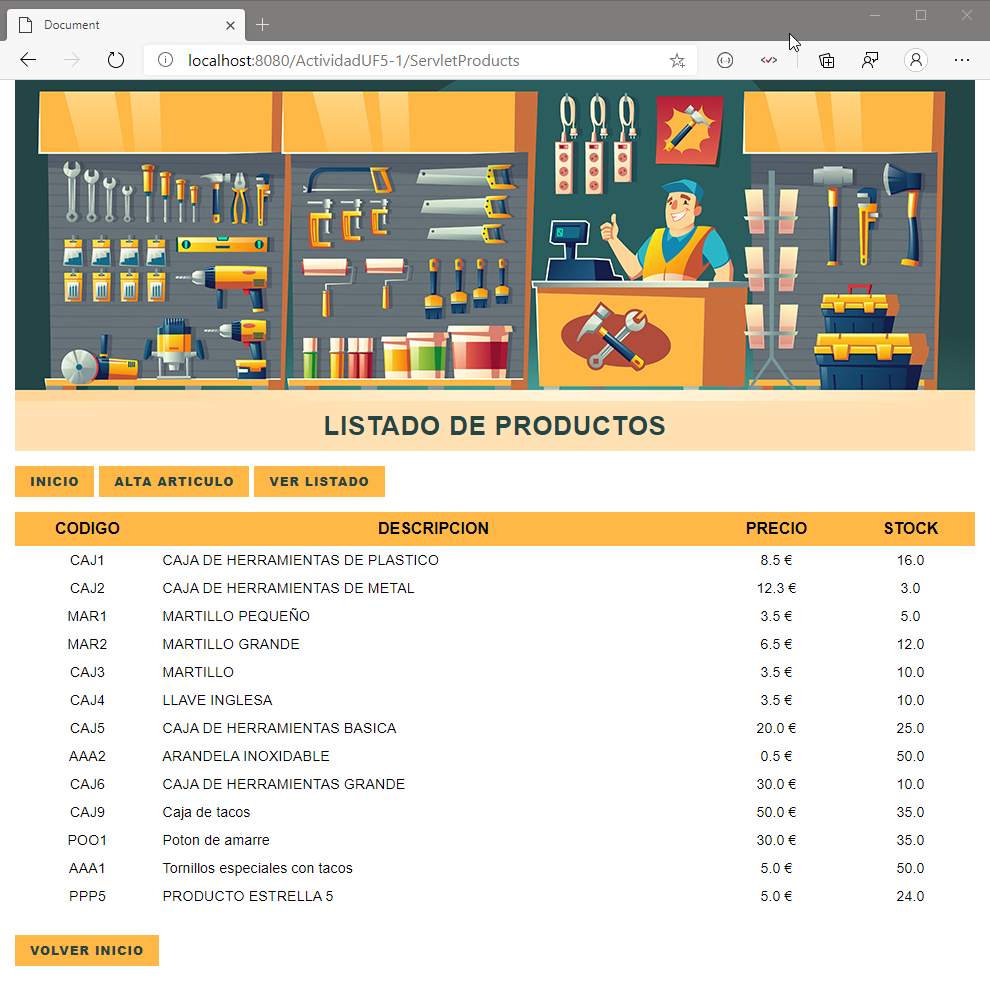 Document
localhost:8080/ActividadUF5-1/ServletProducts
LISTADO DE PRODUCTOS
INICIO ALTA ARTICULO VER LISTADO
CODIGO DESCRIPCION PRECIO STOCK
CAJ1 CAJA DE HERRAMIENTAS DE PLASTICO 8.5 € 16.0
CAJ2 CAJA DE HERRAMIENTAS DE METAL 12.3 € 3.0
MAR1 MARTILLO PEQUEÑO 3.5 € 5.0
MAR2 MARTILLO GRANDE 6.5 € 12.0
CAJ3 MARTILLO 3.5 € 10.0
CAJ4 LLAVE INGLESA 3.5 € 10.0
CAJ5 CAJA DE HERRAMIENTAS BASICA 20.0 € 25.0
AAA2 ARANDELA INOXIDABLE 0.5 € 50.0
CAJ6 CAJA DE HERRAMIENTAS GRANDE 30.0 € 10.0
CAJ9 Caja de tacos 50.0 € 35.0
POO1 Poton de amarre 30.0 € 35.0
AAA1 Tornillos especiales con tacos 5.0 € 50.0
PPP5 PRODUCTO ESTRELLA 5 5.0 € 24.0
VOLVER INICIO